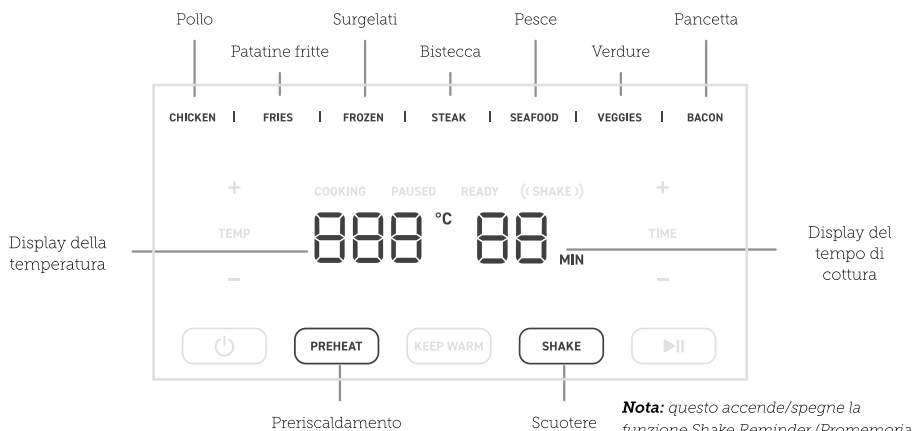 Pollo Surgelati Pesce Pancetta
Patatine fritte Bistecca Verdure
CHICKEN | FRIES | FROZEN | STEAK | SEAFOOD | VEGGIES | BACON
+ COOKING PAUSED READY ((SHAKE)) +
TEMP 888 °C 88 MIN TIME
Display della
temperatura
Display del
tempo di
cottura
− −
PREHEAT KEEP WARM SHAKE
Preriscaldamento Scuotere
Nota: questo accende/spegne la
funzione Shake Reminder (Promemoria